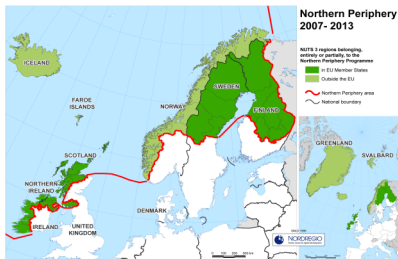 Northern Periphery
2007- 2013
NUTS 3 regions belonging,
entirely or partially, to the
Northern Periphery Programme
In EU Member States
Outside the EU
Northern Periphery area
National boundary
ICELAND
FAROE
ISLANDS
SWEDEN
NORWAY
FINLAND
SCOTLAND
NORTHERN
IRELAND
IRELAND
UNITED
KINGDOM
DENMARK
GREENLAND
SVALBARD
NORDREGIO